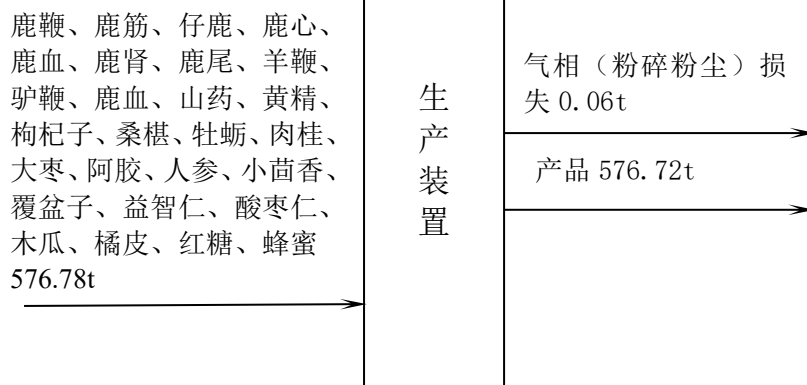 鹿鞭、鹿筋、仔鹿、鹿心、
鹿血、鹿肾、鹿尾、羊鞭、
驴鞭、鹿血、山药、黄精、
枸杞子、桑椹、牡蛎、肉桂、
大枣、阿胶、人参、小茴香、
覆盆子、益智仁、酸枣仁、
木瓜、橘皮、红糖、蜂蜜
576.78t
生
产
装
置
气相（粉碎粉尘）损
失 0.06t
产品 576.72t